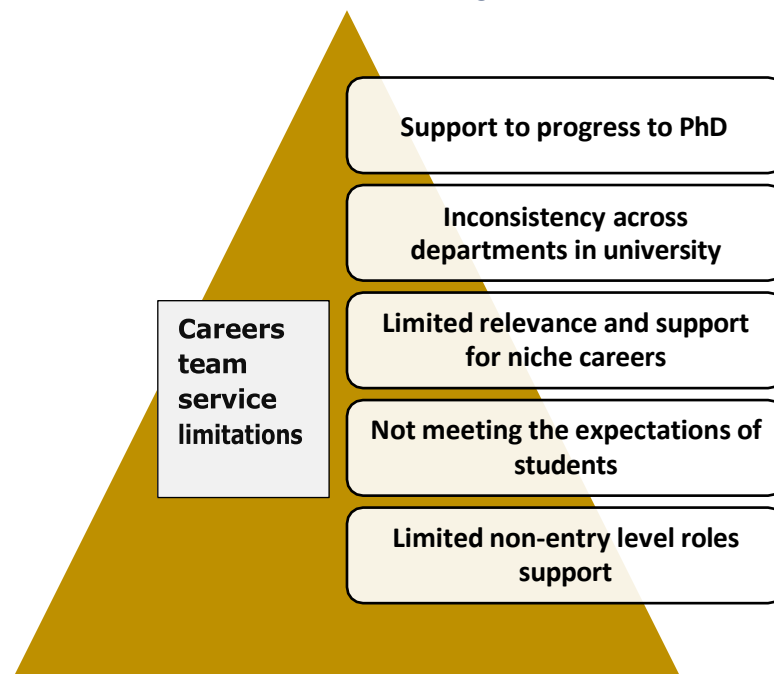 Support to progress to PhD
Inconsistency across
departments in university
Limited relevance and support
for niche careers
Careers
team
service
limitations
Not meeting the expectations of
students
Limited non-entry level roles
support